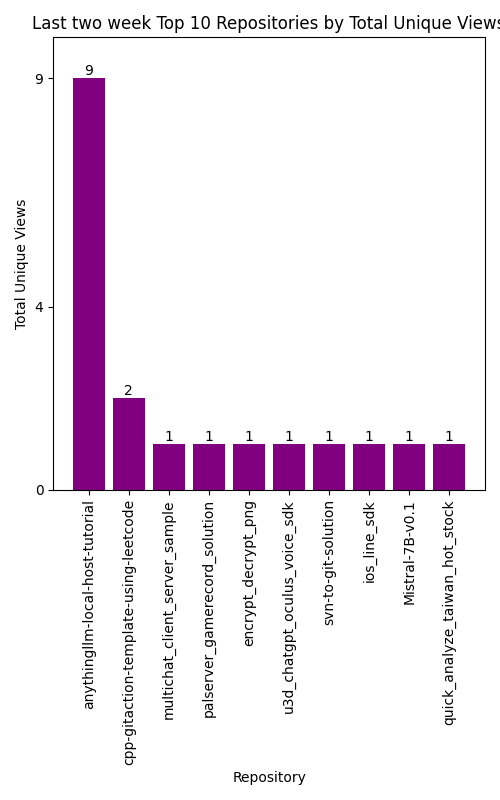 Last two week Top 10 Repositories by Total Unique Views
9
4
0
Total Unique Views
9
2
1
1
1
1
1
1
1
1
anythingllm-local-host-tutorial
cpp-gitaction-template-using-leetcode
multichat_client_server_sample
palserver_gamerecord_solution
encrypt_decrypt_png
u3d_chatgpt_oculus_voice_sdk
svn-to-git-solution
ios_line_sdk
Mistral-7B-v0.1
quick_analyze_taiwan_hot_stock
Repository